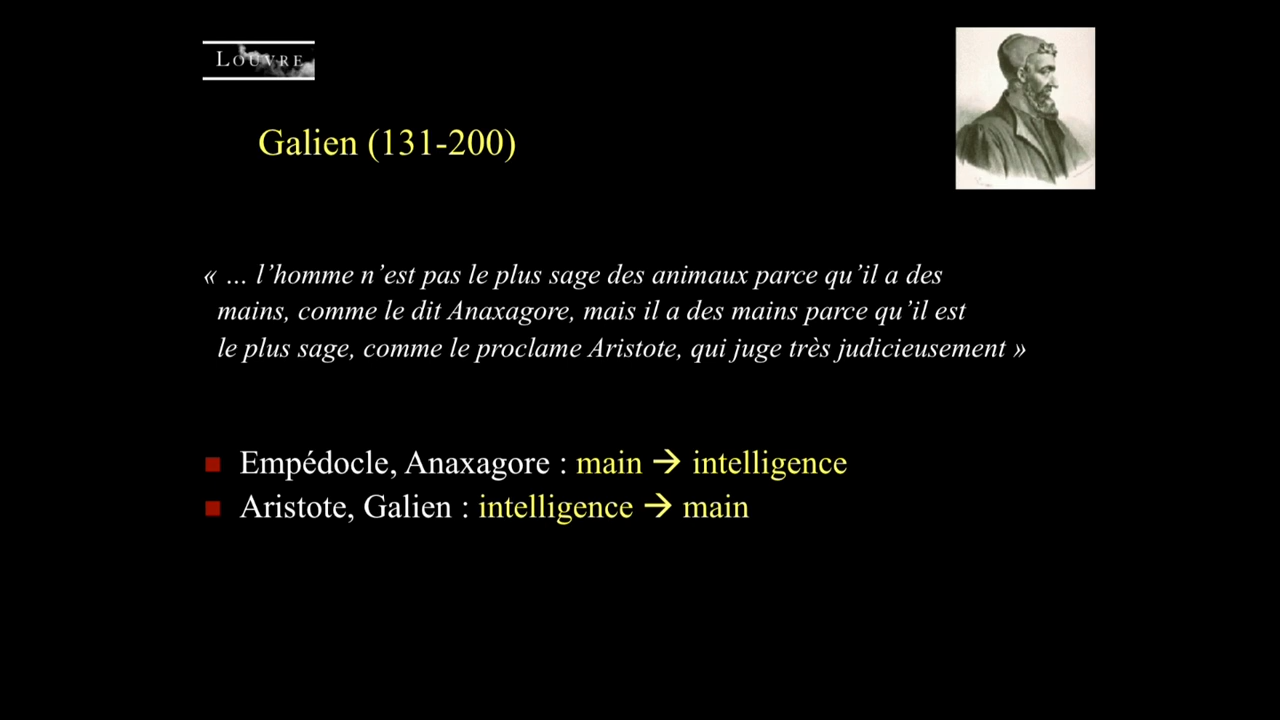 LOUVRE
Galien (131-200)
« … l’homme n’est pas le plus sage des animaux parce qu’il a des
mains, comme le dit Anaxagore, mais il a des mains parce qu’il est
le plus sage, comme le proclame Aristote, qui juge très judicieusement »
Empédocle, Anaxagore : main → intelligence
Aristote, Galien : intelligence → main